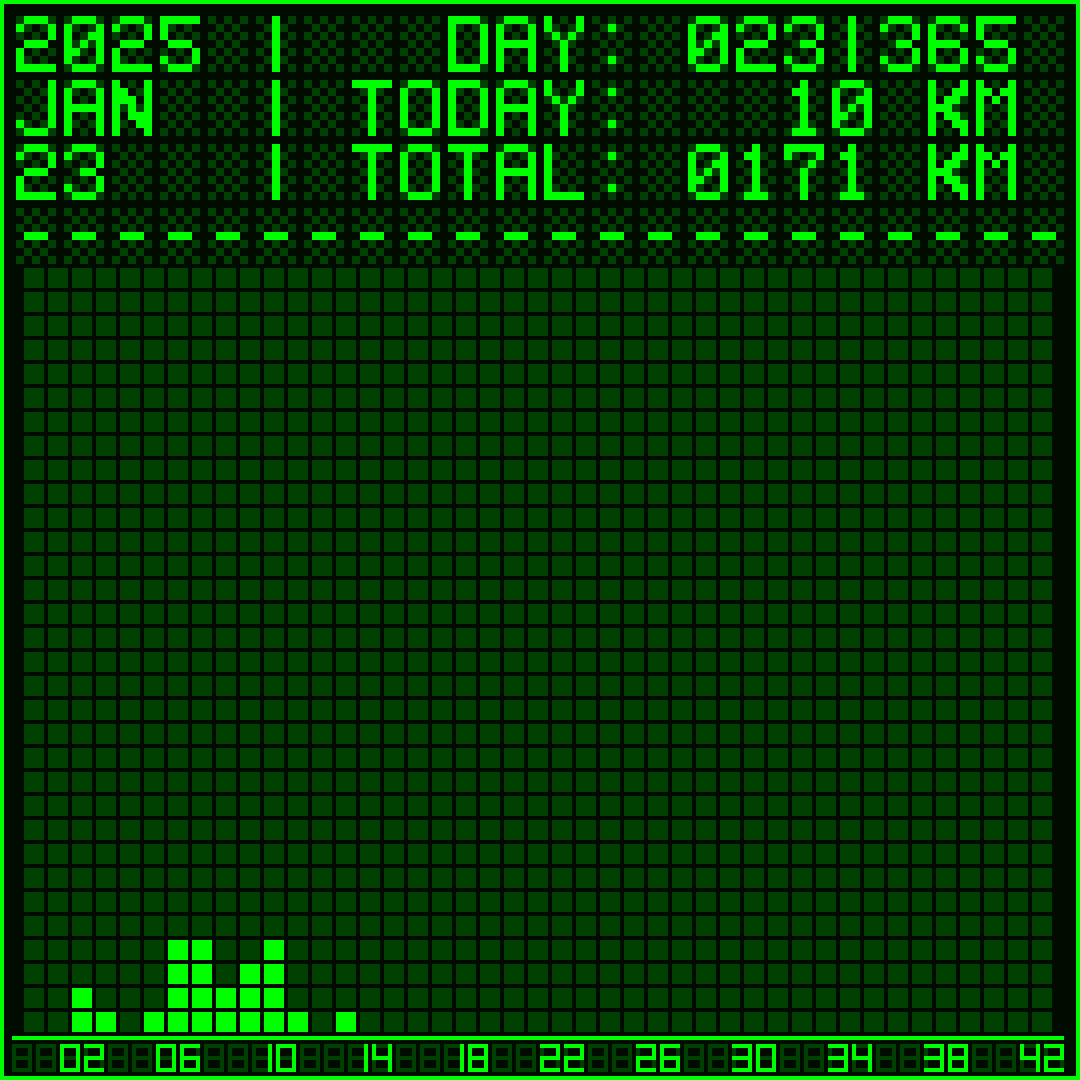 2025 | DAY: 023|365
JAN | TODAY: 10 KM
23 | TOTAL: 0171 KM
- - - - - - - - - - - - - - - - - - - - - -
02 06 10 14 18 22 26 30 34 38 42